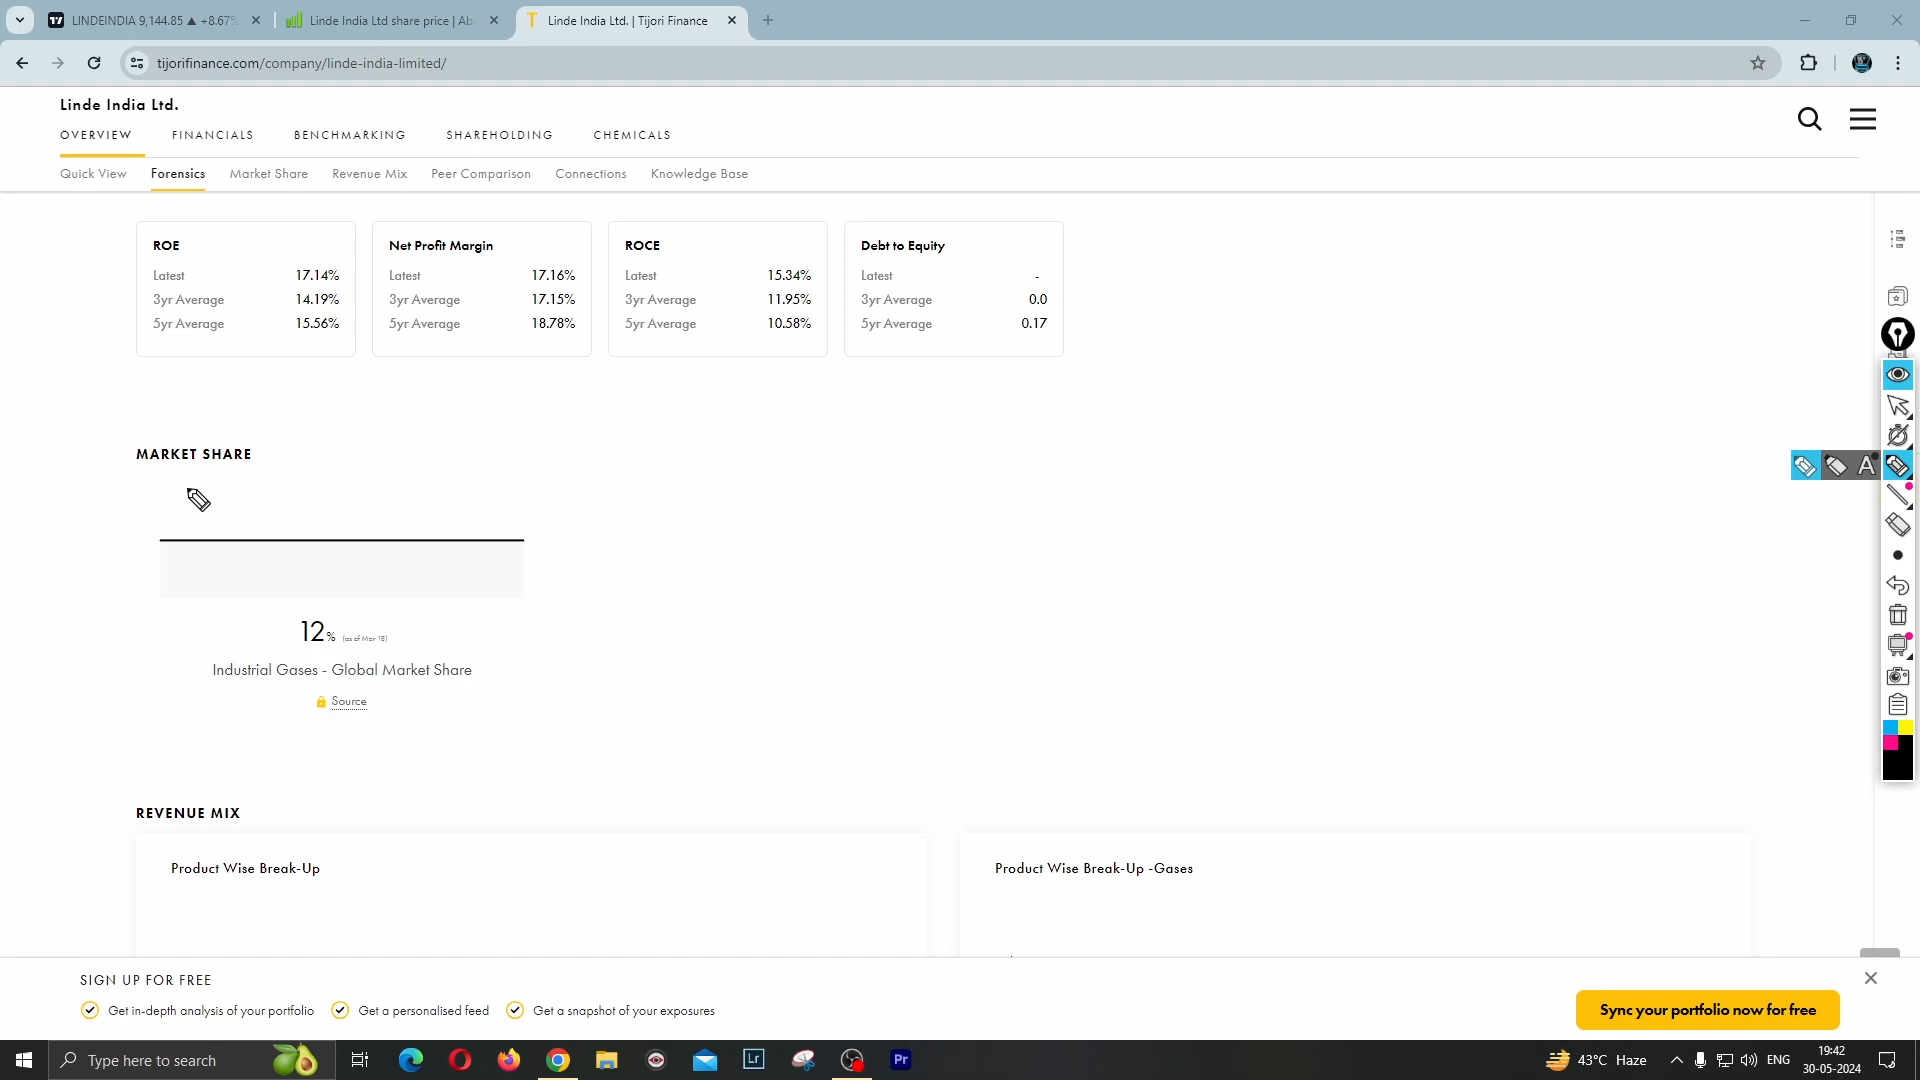 LINDEINDIA 9,144.85 ▲ +8.67%
Linde India Ltd share price | Abo
Linde India Ltd. | Tijori Finance
tijorifinance.com/company/linde-india-limited/
Linde India Ltd.
OVERVIEW FINANCIALS BENCHMARKING SHAREHOLDING CHEMICALS
Quick View Forensics Market Share Revenue Mix Peer Comparison Connections Knowledge Base
ROE Net Profit Margin ROCE Debt to Equity
Latest 17.14% Latest 17.16% Latest 15.34% Latest -
3yr Average 14.19% 3yr Average 17.15% 3yr Average 11.95% 3yr Average 0.0
5yr Average 15.56% 5yr Average 18.78% 5yr Average 10.58% 5yr Average 0.17
MARKET SHARE
A
12% (as of Mar 18)
Industrial Gases - Global Market Share
Source
REVENUE MIX
Product Wise Break-Up Product Wise Break-Up -Gases
SIGN UP FOR FREE
Get in-depth analysis of your portfolio Get a personalised feed Get a snapshot of your exposures
Sync your portfolio now for free
Type here to search
Lr
Pr
43°C Haze
ENG
19:42
30-05-2024